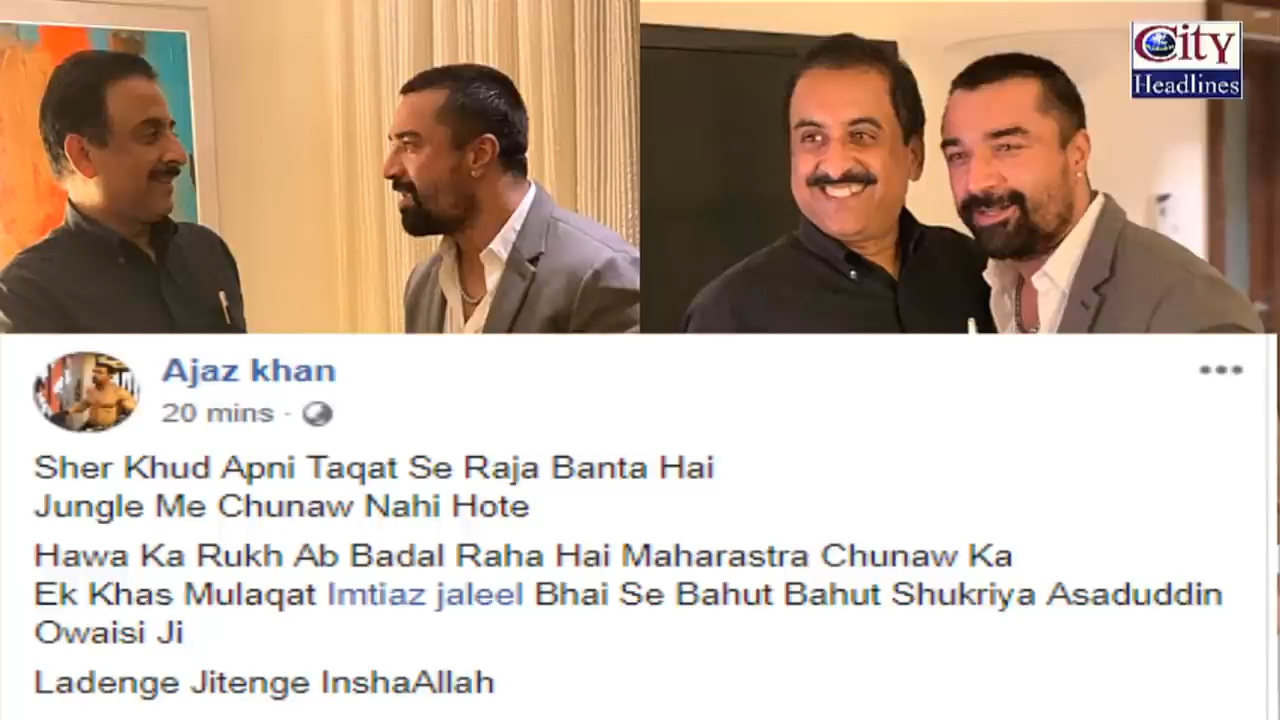 City
Headlines
Ajaz khan
20 mins ·
Sher Khud Apni Taqat Se Raja Banta Hai
Jungle Me Chunaw Nahi Hote
Hawa Ka Rukh Ab Badal Raha Hai Maharastra Chunaw Ka
Ek Khas Mulaqat Imtiaz jaleel Bhai Se Bahut Bahut Shukriya Asaduddin
Owaisi Ji
Ladenge Jitenge InshaAllah